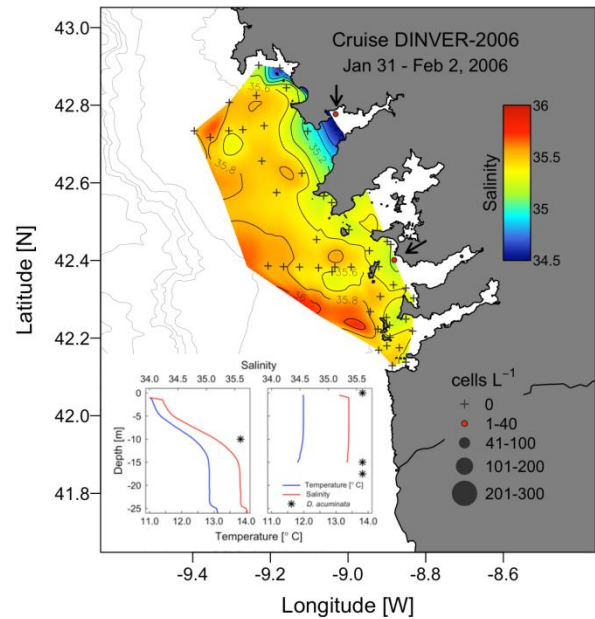 43.0
42.8
42.6
42.4
42.2
42.0
41.8
Latitude [N]
Cruise DINVER-2006
Jan 31 - Feb 2, 2006
36
35.5
35
34.5
Salinity
35.6
35.2
35.8
35.6
35.8
36
cells L⁻¹
0
1-40
41-100
101-200
201-300
Salinity
34.0 34.5 35.0 35.5
34.0 34.5 35.0 35.5
0
-5
-10
-15
-20
-25
Depth [m]
Temperature [° C]
Salinity
D. acuminata
11.0 12.0 13.0 14.0
11.0 12.0 13.0 14.0
Temperature [° C]
-9.4 -9.2 -9.0 -8.8 -8.6
Longitude [W]